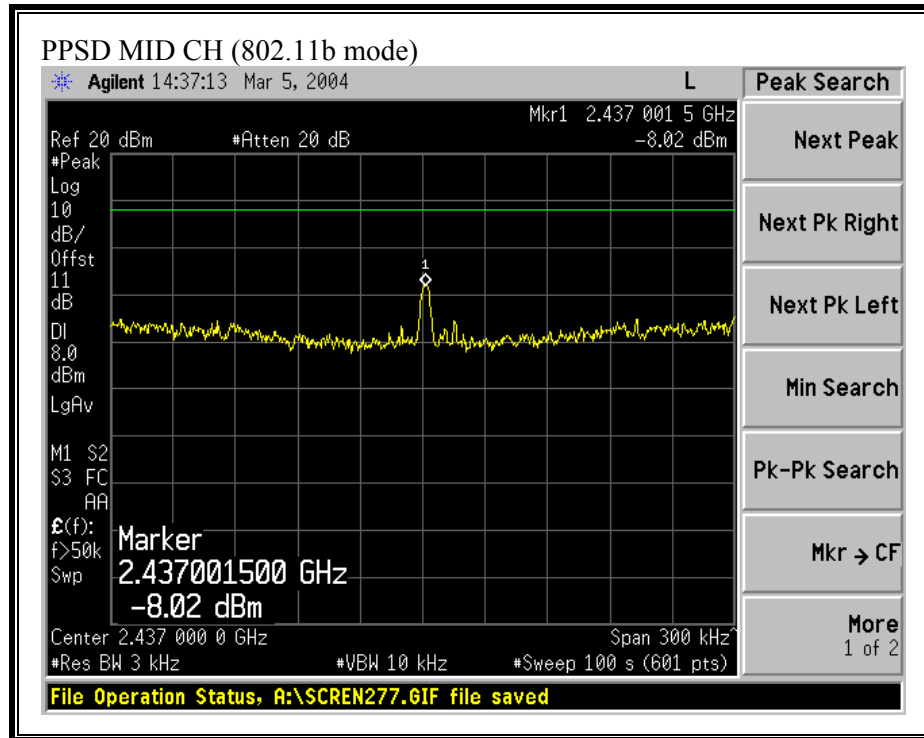 PPSD MID CH (802.11b mode)
Agilent 14:37:13 Mar 5, 2004 L
Peak Search
Mkr1 2.437 001 5 GHz
Ref 20 dBm #Atten 20 dB -8.02 dBm
Next Peak
#Peak
Log
10
dB/
Next Pk Right
Offst
11
dB
1
Next Pk Left
DI
8.0
dBm
Min Search
LgAv
M1 S2
S3 FC
AA
Pk-Pk Search
£(f):
f>50k
Swp
Marker
2.437001500 GHz
-8.02 dBm
Mkr → CF
Center 2.437 000 0 GHz Span 300 kHz^
#Res BW 3 kHz #VBW 10 kHz #Sweep 100 s (601 pts)
More
1 of 2
File Operation Status, A:\SCREN277.GIF file saved